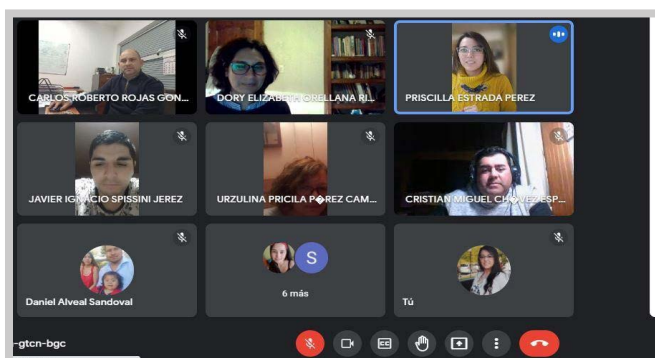 CARLOS ROBERTO ROJAS GON...
DORY ELIZABETH ORELLANA RI...
PRISCILLA ESTRADA PEREZ
JAVIER IGNACIO SPISSINI JEREZ
URZULINA PRICILA P�REZ CAM...
CRISTIAN MIGUEL CH�VEZ ESP...
Daniel Alveal Sandoval
S
6 más
Tú
-gtcn-bgc
CC